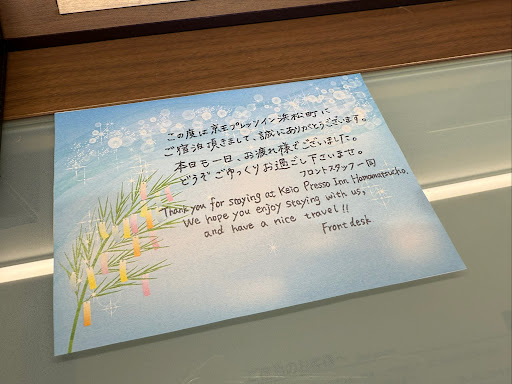 この度は京王プレッソイン浜松町に
ご宿泊頂きまして、誠にありがとうございます。
本日も一日、お疲れ様でございました。
どうぞごゆっくりお過ごし下さいませ。
フロントスタッフ一同
Thank you for staying at Keio Presso Inn Hamamatsucho.
We hope you enjoy staying with us,
and have a nice travel!!
Front desk